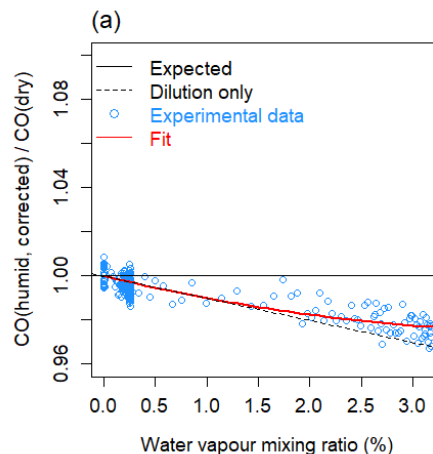 (a)
Expected
Dilution only
Experimental data
Fit
CO(humid, corrected) / CO(dry)
1.08
1.04
1.00
0.96
0.0 0.5 1.0 1.5 2.0 2.5 3.0
Water vapour mixing ratio (%)